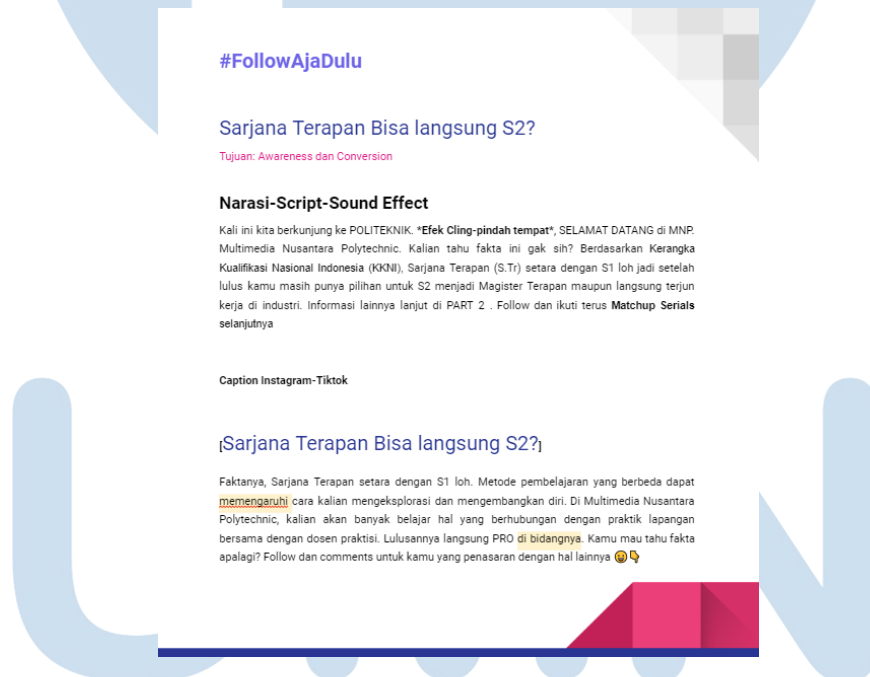 #FollowAjaDulu
Sarjana Terapan Bisa langsung S2?
Tujuan: Awareness dan Conversion
Narasi-Script-Sound Effect
Kali ini kita berkunjung ke POLITEKNIK. *Efek Cling-pindah tempat*, SELAMAT DATANG di MNP.
Multimedia Nusantara Polytechnic. Kalian tahu fakta ini gak sih? Berdasarkan Kerangka
Kualifikasi Nasional Indonesia (KKNI), Sarjana Terapan (S.Tr) setara dengan S1 loh jadi setelah
lulus kamu masih punya pilihan untuk S2 menjadi Magister Terapan maupun langsung terjun
kerja di industri. Informasi lainnya lanjut di PART 2 . Follow dan ikuti terus Matchup Serials
selanjutnya
Caption Instagram-Tiktok
[Sarjana Terapan Bisa langsung S2?]
Faktanya, Sarjana Terapan setara dengan S1 loh. Metode pembelajaran yang berbeda dapat
memengaruhi cara kalian mengeksplorasi dan mengembangkan diri. Di Multimedia Nusantara
Polytechnic, kalian akan banyak belajar hal yang berhubungan dengan praktik lapangan
bersama dengan dosen praktisi. Lulusannya langsung PRO di bidangnya. Kamu mau tahu fakta
apalagi? Follow dan comments untuk kamu yang penasaran dengan hal lainnya 😀👇